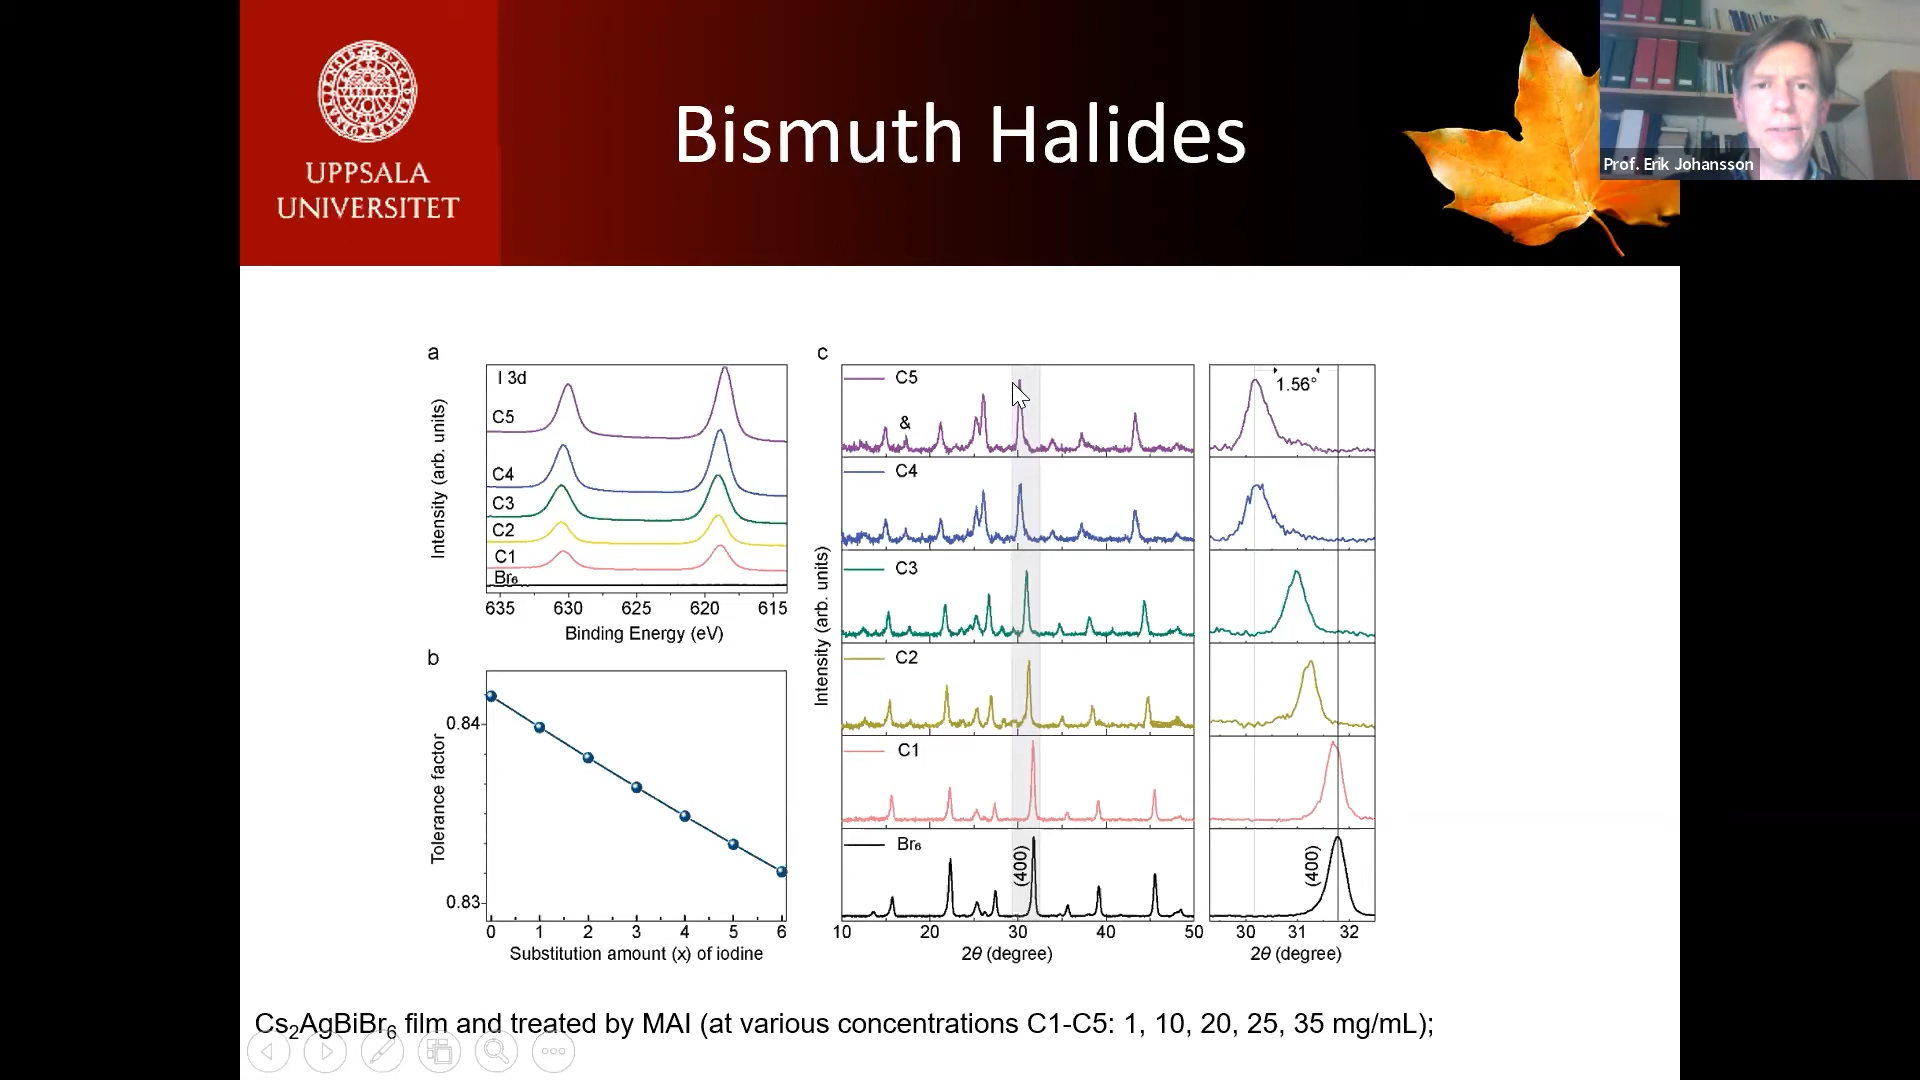 UPPSALA
UNIVERSITET
Bismuth Halides
Prof. Erik Johansson
a
I 3d
C5
C4
C3
C2
C1
Br₆
Intensity (arb. units)
635 630 625 620 615
Binding Energy (eV)
b
0.84
0.83
Tolerance factor
0 1 2 3 4 5 6
Substitution amount (x) of iodine
c
C5
&
C4
C3
C2
C1
Br₆
(400)
Intensity (arb. units)
10 20 30 40 50
2θ (degree)
1.56°
(400)
30 31 32
2θ (degree)
Cs₂AgBiBr₆ film and treated by MAI (at various concentrations C1-C5: 1, 10, 20, 25, 35 mg/mL);